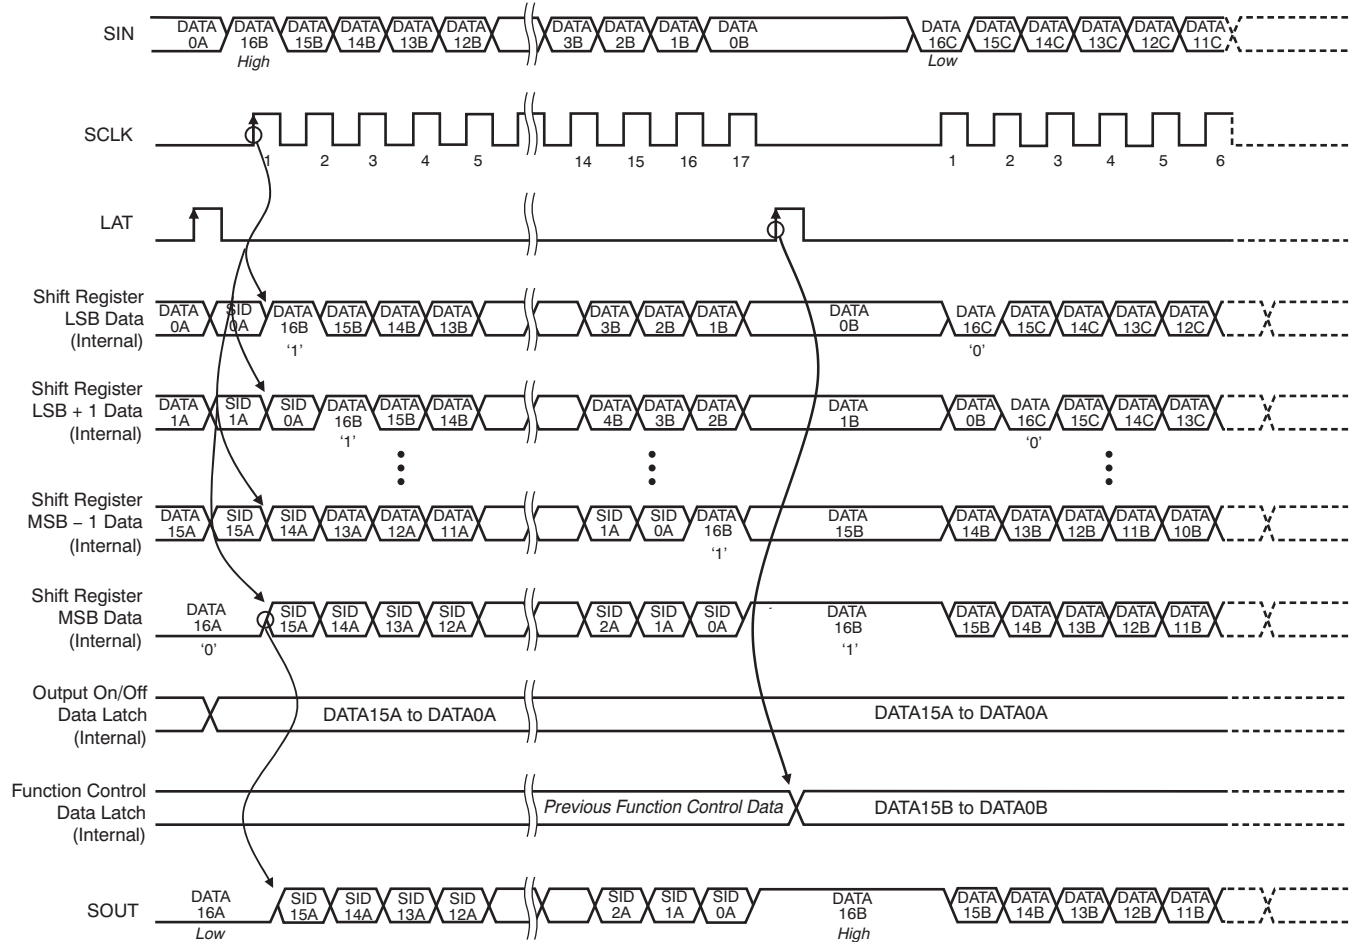 SIN
DATA 0A
DATA 16B
High
DATA 15B
DATA 14B
DATA 13B
DATA 12B
DATA 3B
DATA 2B
DATA 1B
DATA 0B
DATA 16C
Low
DATA 15C
DATA 14C
DATA 13C
DATA 12C
DATA 11C
SCLK
1 2 3 4 5 14 15 16 17 1 2 3 4 5 6
LAT
Shift Register
LSB Data
(Internal)
DATA 0A
SID 0A
DATA 16B
'1'
DATA 15B
DATA 14B
DATA 13B
DATA 3B
DATA 2B
DATA 1B
DATA 0B
DATA 16C
'0'
DATA 15C
DATA 14C
DATA 13C
DATA 12C
Shift Register
LSB + 1 Data
(Internal)
DATA 1A
SID 1A
SID 0A
DATA 16B
'1'
DATA 15B
DATA 14B
DATA 4B
DATA 3B
DATA 2B
DATA 1B
DATA 0B
DATA 16C
'0'
DATA 15C
DATA 14C
DATA 13C
Shift Register
MSB – 1 Data
(Internal)
DATA 15A
SID 15A
SID 14A
DATA 13A
DATA 12A
DATA 11A
SID 1A
SID 0A
DATA 16B
'1'
DATA 15B
DATA 14B
DATA 13B
DATA 12B
DATA 11B
DATA 10B
Shift Register
MSB Data
(Internal)
DATA 16A
'0'
SID 15A
SID 14A
SID 13A
SID 12A
SID 2A
SID 1A
SID 0A
DATA 16B
'1'
DATA 15B
DATA 14B
DATA 13B
DATA 12B
DATA 11B
Output On/Off
Data Latch
(Internal)
DATA15A to DATA0A
DATA15A to DATA0A
Function Control
Data Latch
(Internal)
Previous Function Control Data
DATA15B to DATA0B
SOUT
DATA 16A
Low
SID 15A
SID 14A
SID 13A
SID 12A
SID 2A
SID 1A
SID 0A
DATA 16B
High
DATA 15B
DATA 14B
DATA 13B
DATA 12B
DATA 11B